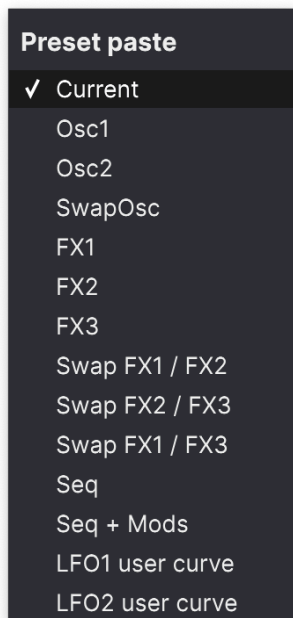 Preset paste
✓ Current
Osc1
Osc2
SwapOsc
FX1
FX2
FX3
Swap FX1 / FX2
Swap FX2 / FX3
Swap FX1 / FX3
Seq
Seq + Mods
LFO1 user curve
LFO2 user curve